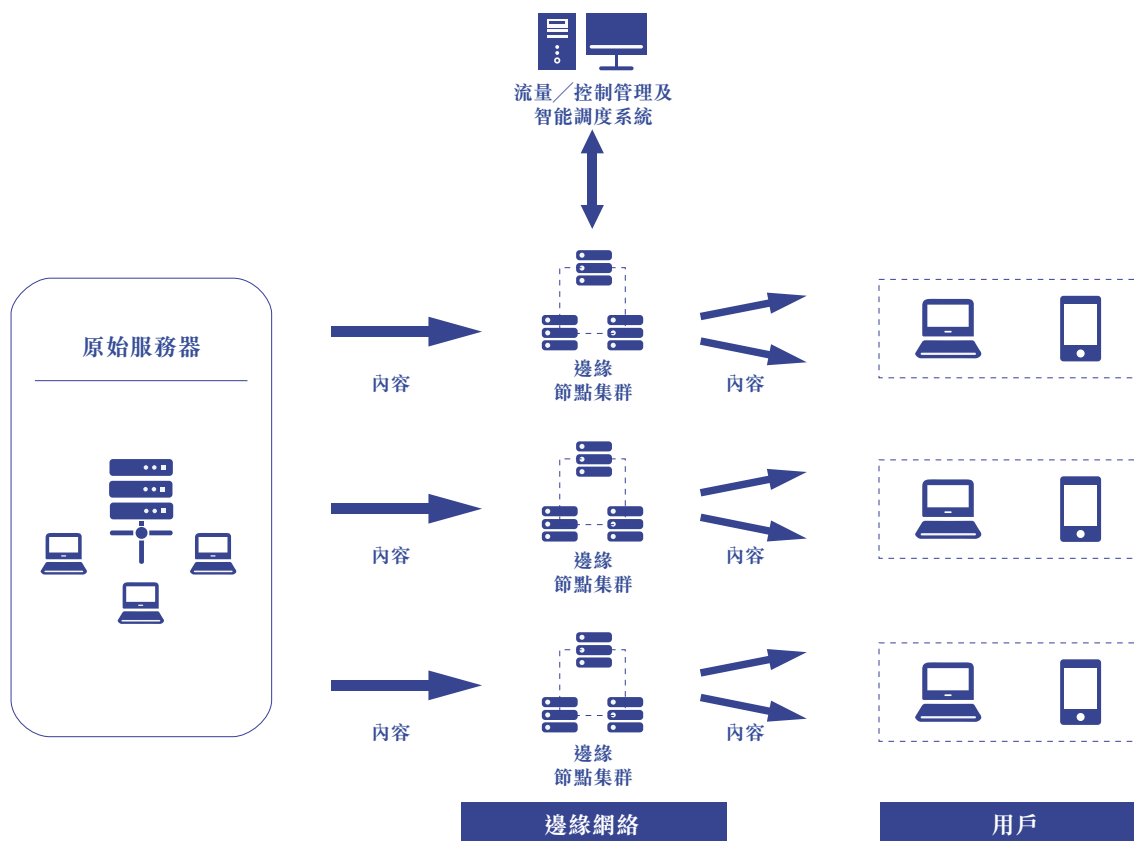 流量／控制管理及
智能調度系統
原始服務器
內容
邊緣
節點集群
內容
內容
邊緣
節點集群
內容
內容
邊緣
節點集群
內容
邊緣網絡
用戶